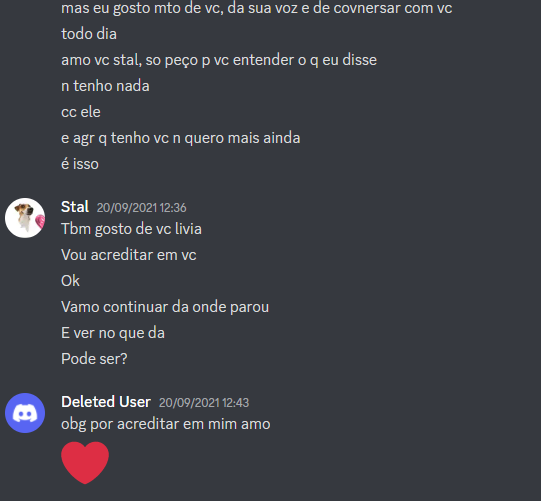 mas eu gosto mto de vc, da sua voz e de covnersar com vc
todo dia
amo vc stal, so peço p vc entender o q eu disse
n tenho nada
cc ele
e agr q tenho vc n quero mais ainda
é isso
Stal 20/09/2021 12:36
Tbm gosto de vc livia
Vou acreditar em vc
Ok
Vamo continuar da onde parou
E ver no que da
Pode ser?
Deleted User 20/09/2021 12:43
obg por acreditar em mim amo